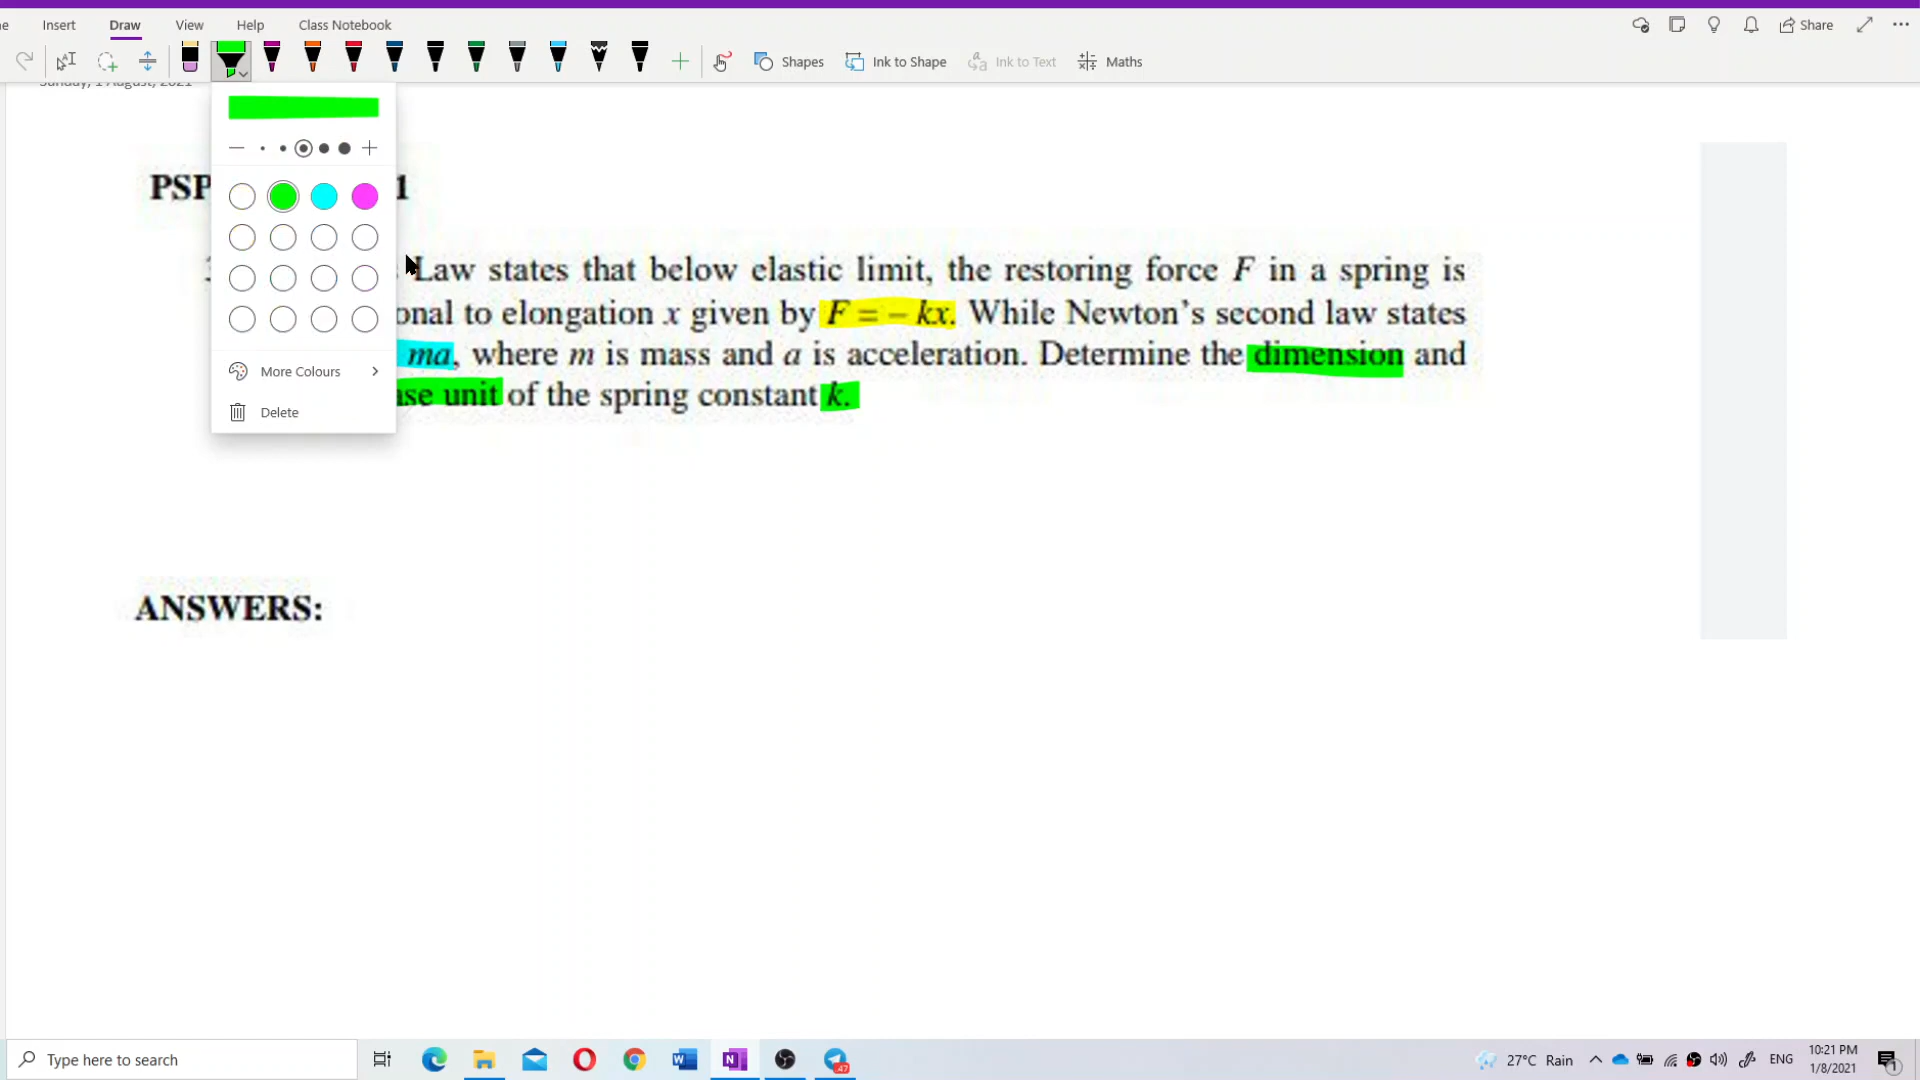 Insert Draw View Help Class Notebook Share
Shapes Ink to Shape Ink to Text Maths
PSP 1
Law states that below elastic limit, the restoring force F in a spring is
onal to elongation x given by F = – kx. While Newton’s second law states
ma, where m is mass and a is acceleration. Determine the dimension and
ase unit of the spring constant k.
More Colours
Delete
ANSWERS:
Type here to search
27°C Rain
ENG
10:21 PM
1/8/2021
47
1